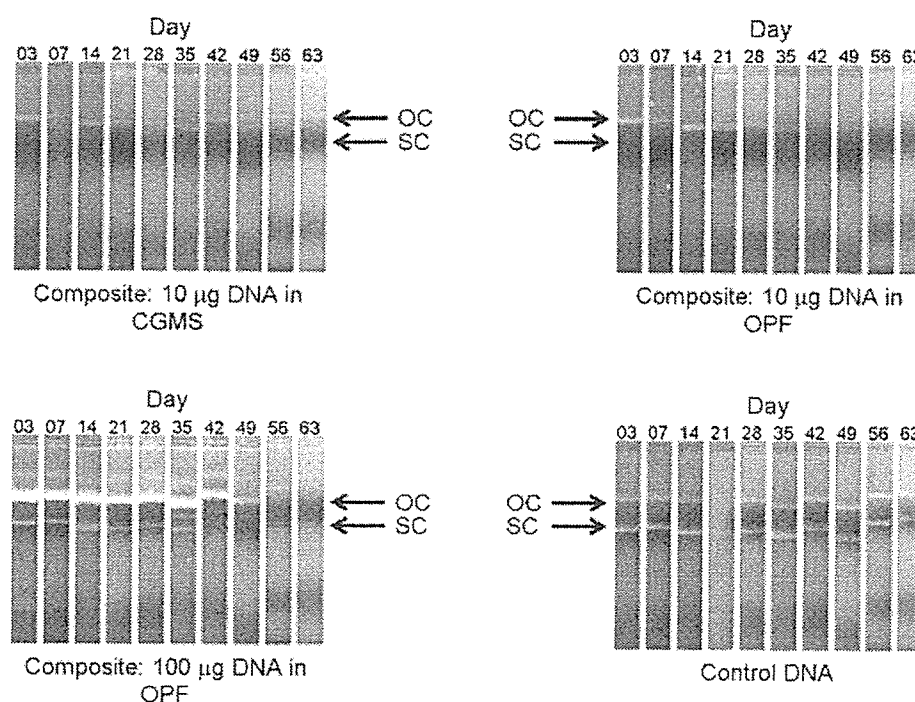 Day
03 07 14 21 28 35 42 49 56 63
OC
SC
Composite: 10 µg DNA in
CGMS
Day
03 07 14 21 28 35 42 49 56 63
OC
SC
Composite: 10 µg DNA in
OPF
Day
03 07 14 21 28 35 42 49 56 63
OC
SC
Composite: 100 µg DNA in
OPF
Day
03 07 14 21 28 35 42 49 56 63
OC
SC
Control DNA